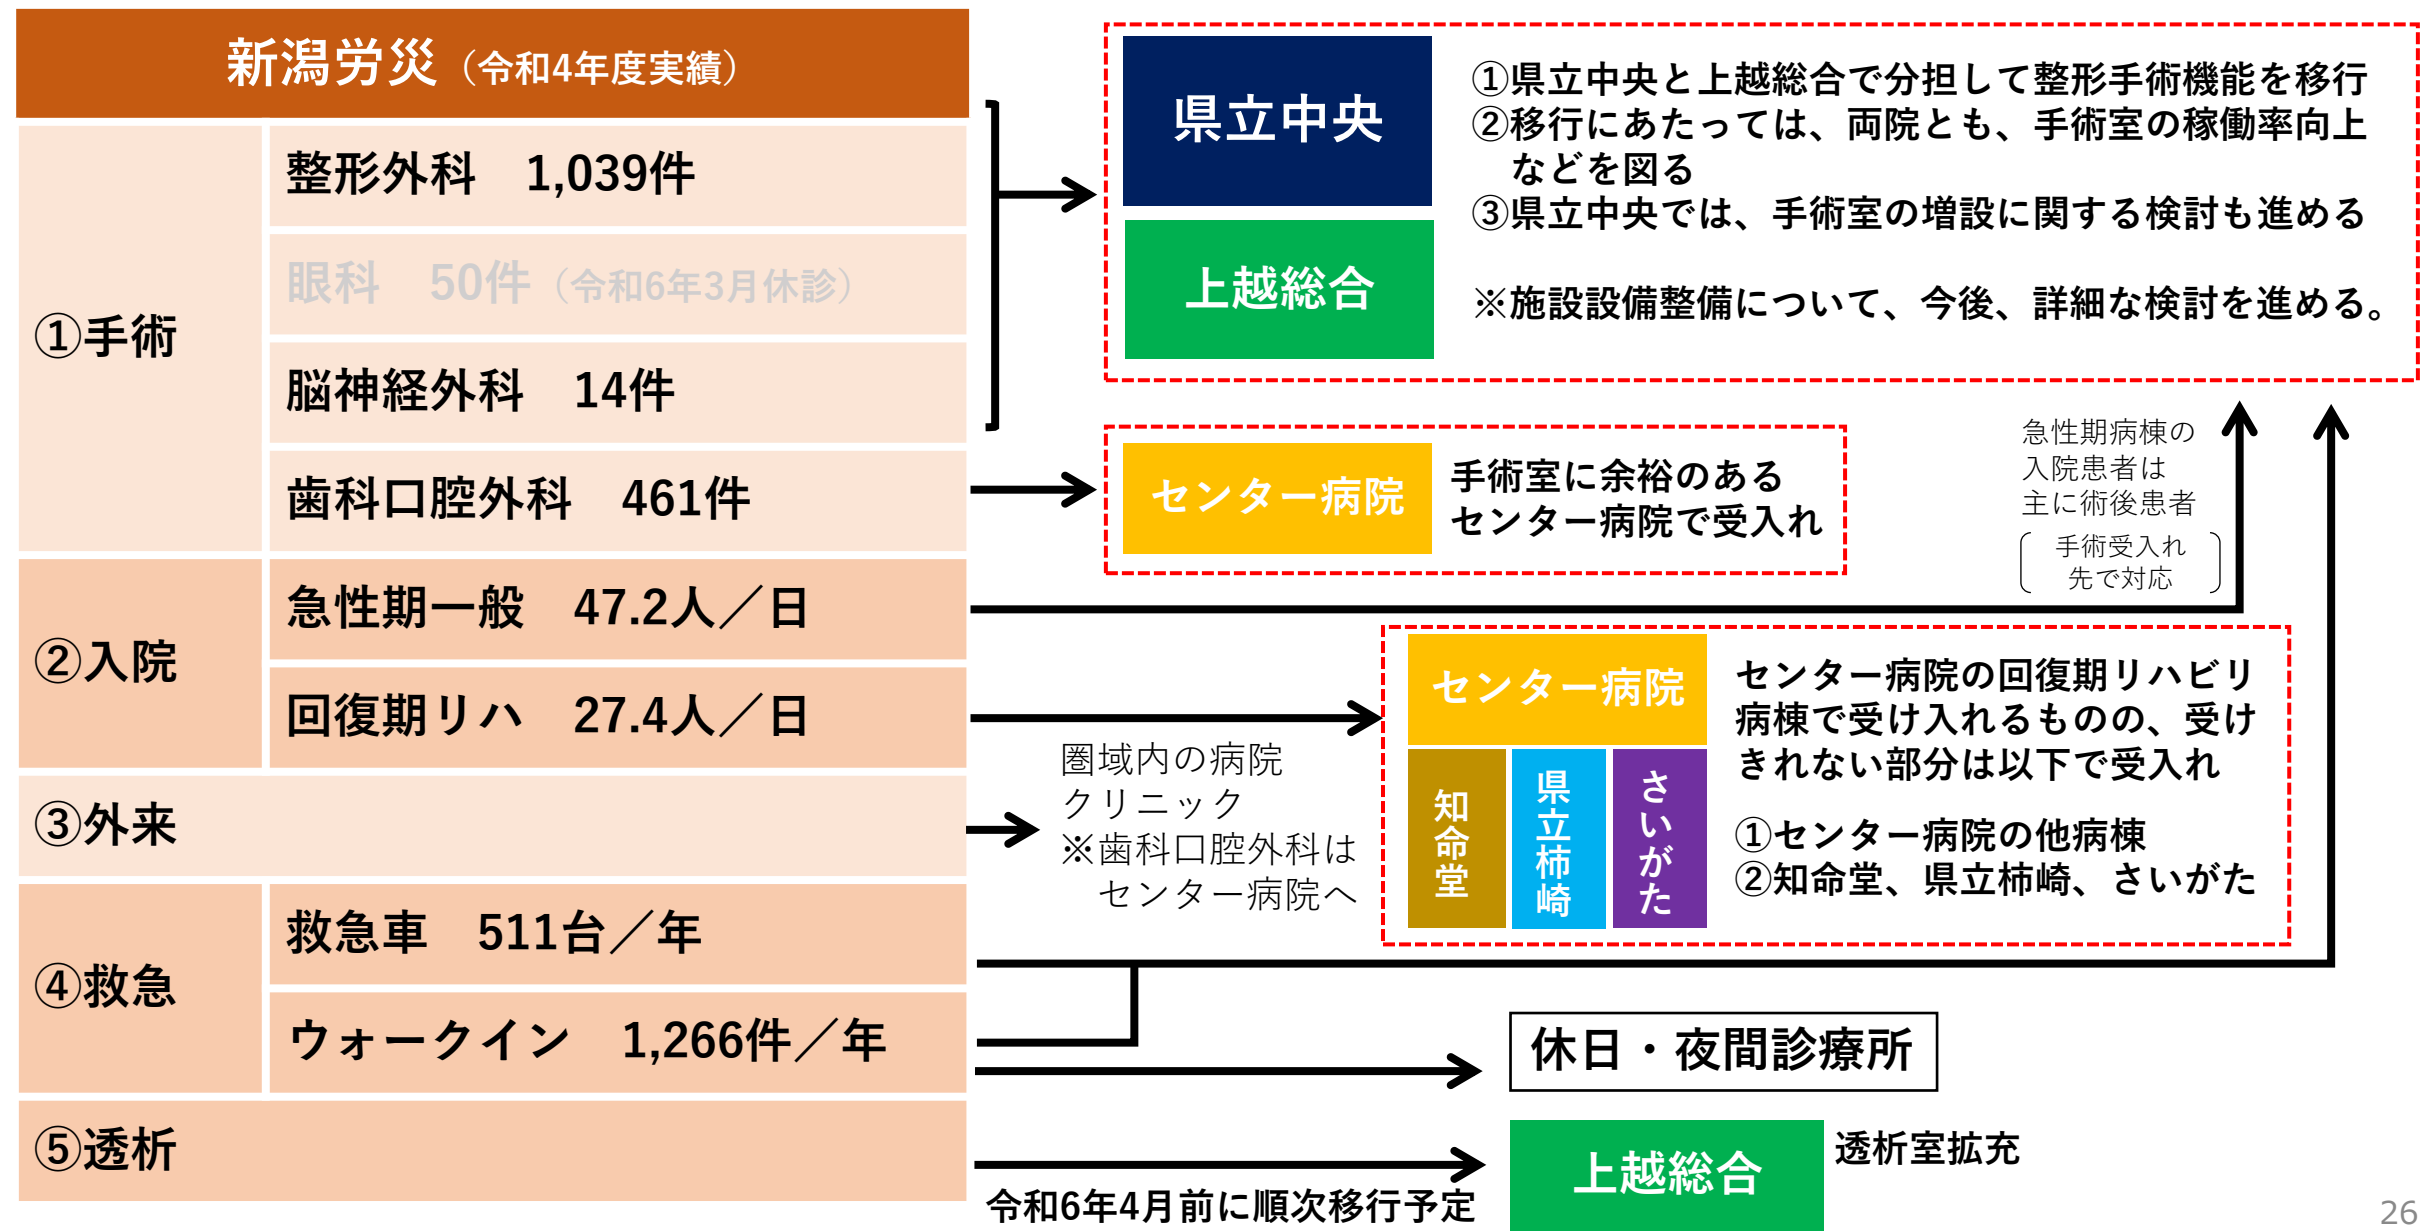 新潟労災（令和4年度実績）
①手術
整形外科　1,039件
眼科　50件（令和6年3月休診）
脳神経外科　14件
歯科口腔外科　461件
②入院
急性期一般　47.2人／日
回復期リハ　27.4人／日
③外来
④救急
救急車　511台／年
ウォークイン　1,266件／年
⑤透析
県立中央
上越総合
①県立中央と上越総合で分担して整形手術機能を移行
②移行にあたっては、両院とも、手術室の稼働率向上
などを図る
③県立中央では、手術室の増設に関する検討も進める
※施設設備整備について、今後、詳細な検討を進める。
センター病院
手術室に余裕のある
センター病院で受入れ
急性期病棟の
入院患者は
主に術後患者
手術受入れ
先で対応
センター病院
知命堂
県立柿崎
さいがた
センター病院の回復期リハビリ
病棟で受け入れるものの、受け
きれない部分は以下で受入れ
①センター病院の他病棟
②知命堂、県立柿崎、さいがた
圏域内の病院
クリニック
※歯科口腔外科は
センター病院へ
休日・夜間診療所
上越総合
透析室拡充
令和6年4月前に順次移行予定
26